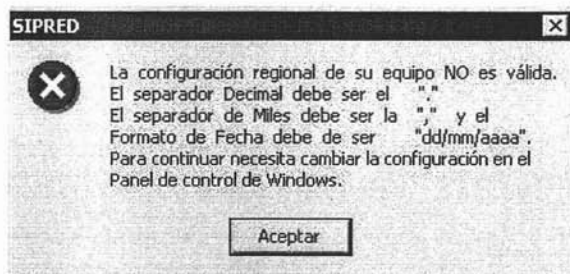 SIPRED
La configuración regional de su equipo NO es válida.
El separador Decimal debe ser el "."
El separador de Miles debe ser la "," y el
Formato de Fecha debe de ser "dd/mm/aaaa".
Para continuar necesita cambiar la configuración en el
Panel de control de Windows.
Aceptar